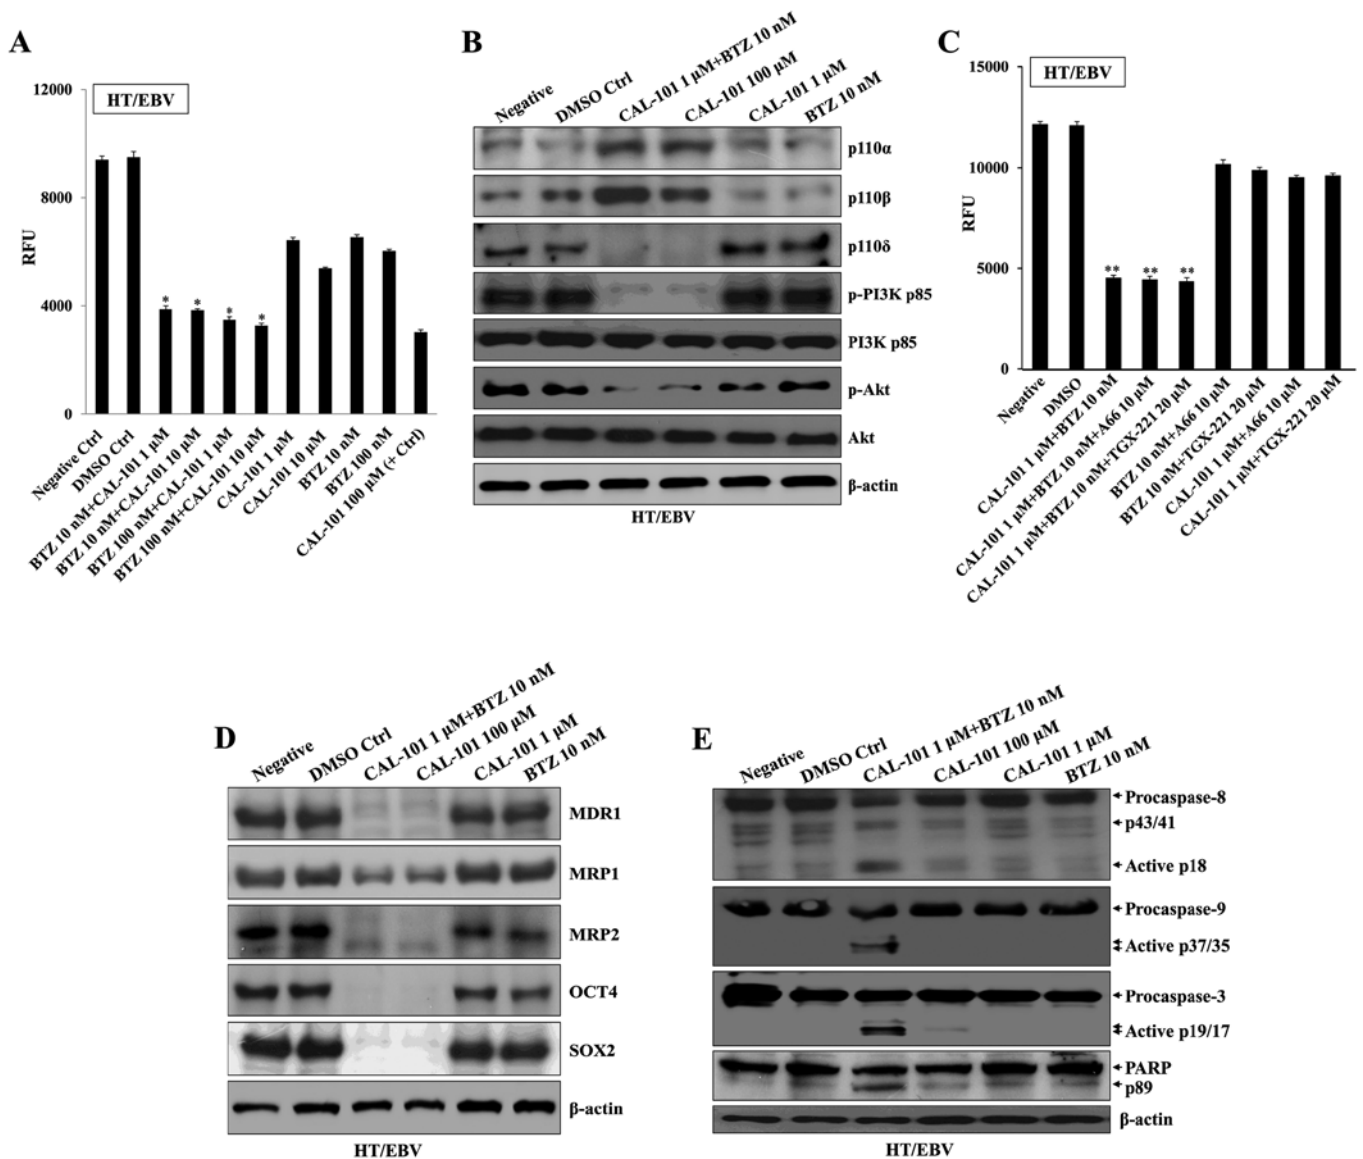 A
HT/EBV
12000
8000
4000
0
RFU
Negative Ctrl
DMSO Ctrl
BTZ 10 nM+CAL-101 1 µM
BTZ 10 nM+CAL-101 10 µM
BTZ 100 nM+CAL-101 1 µM
BTZ 100 nM+CAL-101 10 µM
CAL-101 1 µM
CAL-101 10 µM
BTZ 10 nM
BTZ 100 nM
CAL-101 100 µM (+ Ctrl)
*
*
*
*
B
Negative
DMSO Ctrl
CAL-101 1 µM+BTZ 10 nM
CAL-101 100 µM
CAL-101 1 µM
BTZ 10 nM
p110α
p110β
p110δ
p-PI3K p85
PI3K p85
p-Akt
Akt
β-actin
HT/EBV
C
HT/EBV
15000
10000
5000
0
RFU
**
**
**
Negative
DMSO
CAL-101 1 µM+BTZ 10 nM
CAL-101 1 µM+BTZ 10 nM+A66 10 µM
CAL-101 1 µM+BTZ 10 nM+TGX-221 20 µM
BTZ 10 nM+A66 10 µM
BTZ 10 nM+TGX-221 20 µM
CAL-101 1 µM+A66 10 µM
CAL-101 1 µM+TGX-221 20 µM
D
Negative
DMSO Ctrl
CAL-101 1 µM+BTZ 10 nM
CAL-101 100 µM
CAL-101 1 µM
BTZ 10 nM
MDR1
MRP1
MRP2
OCT4
SOX2
β-actin
HT/EBV
E
Negative
DMSO Ctrl
CAL-101 1 µM+BTZ 10 nM
CAL-101 100 µM
CAL-101 1 µM
BTZ 10 nM
Procaspase-8
p43/41
Active p18
Procaspase-9
Active p37/35
Procaspase-3
Active p19/17
PARP
p89
β-actin
HT/EBV